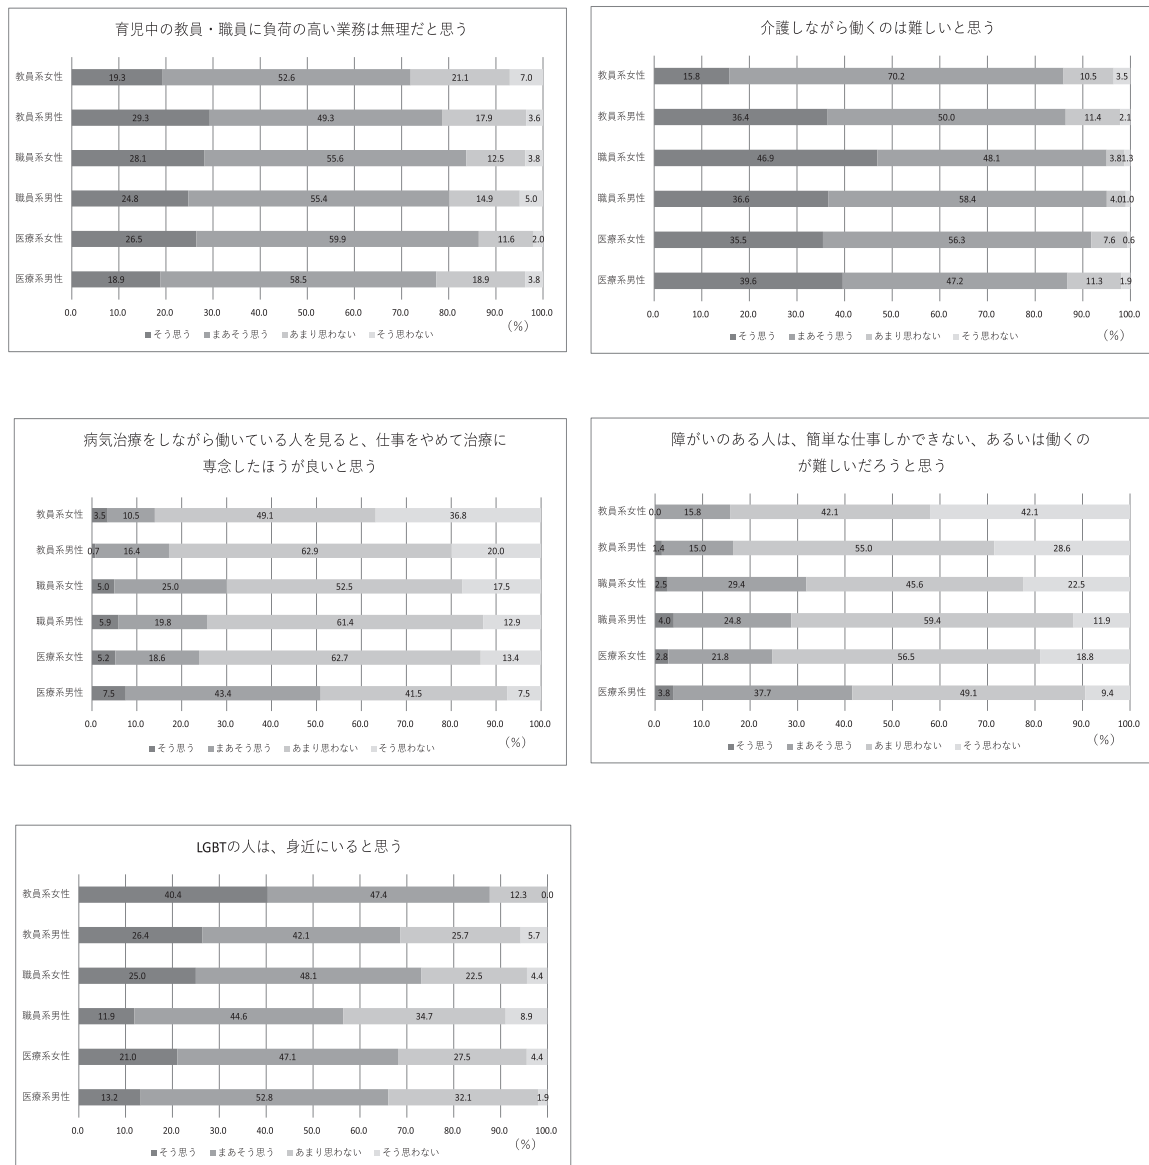 育児中の教員・職員に負荷の高い業務は無理だと思う
教員系女性 19.3 52.6 21.1 7.0
教員系男性 29.3 49.3 17.9 3.6
職員系女性 28.1 55.6 12.5 3.8
職員系男性 24.8 55.4 14.9 5.0
医療系女性 26.5 59.9 11.6 2.0
医療系男性 18.9 58.5 18.9 3.8
0.0 10.0 20.0 30.0 40.0 50.0 60.0 70.0 80.0 90.0 100.0
(%)
■そう思う ■まあそう思う ■あまり思わない ■そう思わない
介護しながら働くのは難しいと思う
教員系女性 15.8 70.2 10.5 3.5
教員系男性 36.4 50.0 11.4 2.1
職員系女性 46.9 48.1 3.8 1.3
職員系男性 36.6 58.4 4.0 1.0
医療系女性 35.5 56.3 7.6 0.6
医療系男性 39.6 47.2 11.3 1.9
0.0 10.0 20.0 30.0 40.0 50.0 60.0 70.0 80.0 90.0 100.0
(%)
■そう思う ■まあそう思う ■あまり思わない ■そう思わない
病気治療をしながら働いている人を見ると、仕事をやめて治療に
専念したほうが良いと思う
教員系女性 3.5 10.5 49.1 36.8
教員系男性 0.7 16.4 62.9 20.0
職員系女性 5.0 25.0 52.5 17.5
職員系男性 5.9 19.8 61.4 12.9
医療系女性 5.2 18.6 62.7 13.4
医療系男性 7.5 43.4 41.5 7.5
0.0 10.0 20.0 30.0 40.0 50.0 60.0 70.0 80.0 90.0 100.0
(%)
■そう思う ■まあそう思う ■あまり思わない ■そう思わない
障がいのある人は、簡単な仕事しかできない、あるいは働くの
が難しいだろうと思う
教員系女性 0.0 15.8 42.1 42.1
教員系男性 1.4 15.0 55.0 28.6
職員系女性 2.5 29.4 45.6 22.5
職員系男性 4.0 24.8 59.4 11.9
医療系女性 2.8 21.8 56.5 18.8
医療系男性 3.8 37.7 49.1 9.4
0.0 10.0 20.0 30.0 40.0 50.0 60.0 70.0 80.0 90.0 100.0
(%)
■そう思う ■まあそう思う ■あまり思わない ■そう思わない
LGBTの人は、身近にいると思う
教員系女性 40.4 47.4 12.3 0.0
教員系男性 26.4 42.1 25.7 5.7
職員系女性 25.0 48.1 22.5 4.4
職員系男性 11.9 44.6 34.7 8.9
医療系女性 21.0 47.1 27.5 4.4
医療系男性 13.2 52.8 32.1 1.9
0.0 10.0 20.0 30.0 40.0 50.0 60.0 70.0 80.0 90.0 100.0
(%)
■そう思う ■まあそう思う ■あまり思わない ■そう思わない